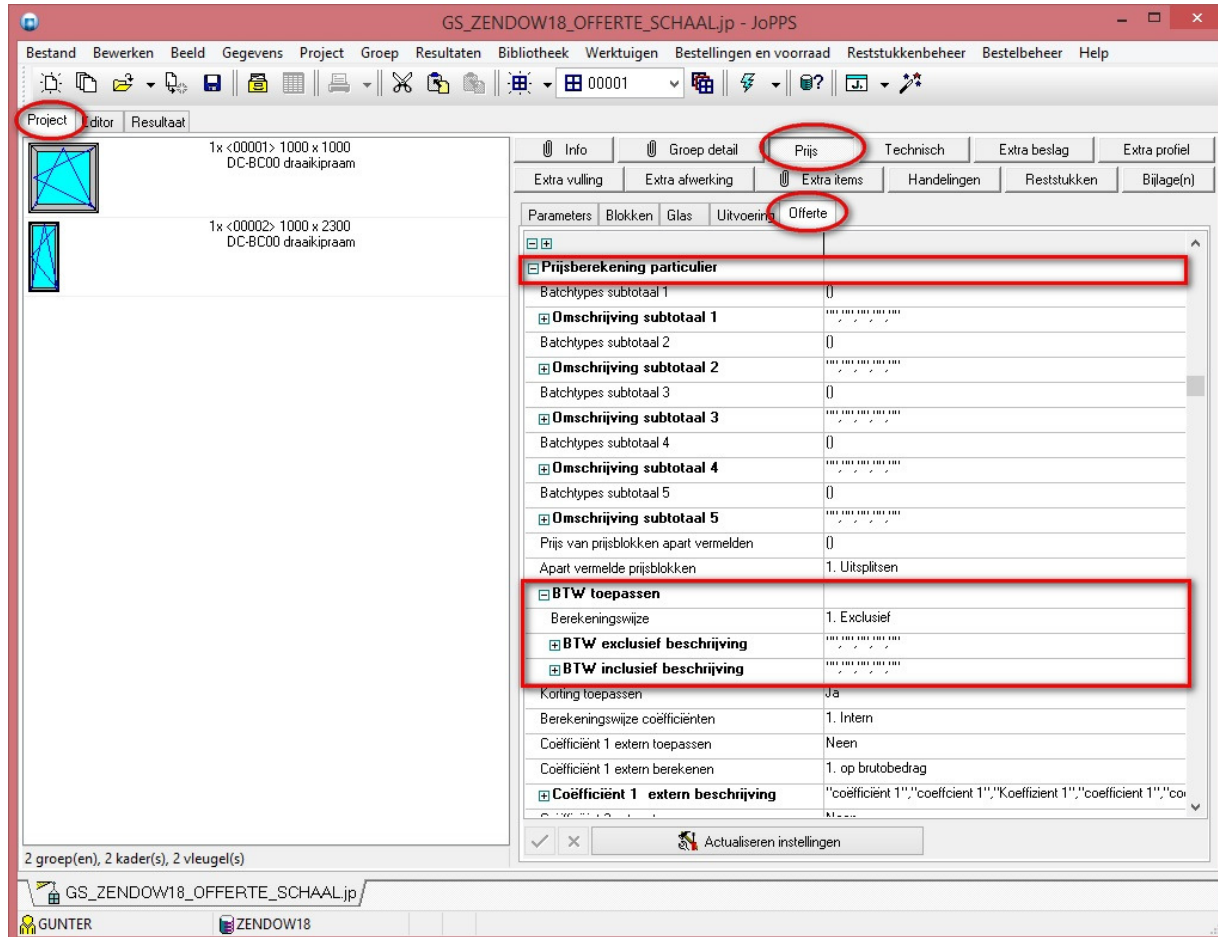 GS_ZENDOW18_OFFERTE_SCHAAL.jp - JoPPS
Bestand Bewerken Beeld Gegevens Project Groep Resultaten Bibliotheek Werktuigen Bestellingen en voorraad Reststukkenbeheer Bestelbeheer Help
00001
Project Editor Resultaat
1x <00001> 1000 x 1000
DC-BC00 draaikipraam
1x <00002> 1000 x 2300
DC-BC00 draaikipraam
Info Groep detail Prijs Technisch Extra beslag Extra profiel
Extra vulling Extra afwerking Extra items Handelingen Reststukken Bijlage(n)
Parameters Blokken Glas Uitvoering Offerte
Prijsberekening particulier
Batchtypes subtotaal 1 ()
Omschrijving subtotaal 1 "","","","",""
Batchtypes subtotaal 2 ()
Omschrijving subtotaal 2 "","","","",""
Batchtypes subtotaal 3 ()
Omschrijving subtotaal 3 "","","","",""
Batchtypes subtotaal 4 ()
Omschrijving subtotaal 4 "","","","",""
Batchtypes subtotaal 5 ()
Omschrijving subtotaal 5 "","","","",""
Prijs van prijsblokken apart vermelden ()
Apart vermelde prijsblokken 1. Uitsplitsen
BTW toepassen
Berekeningswijze 1. Exclusief
BTW exclusief beschrijving "","","","",""
BTW inclusief beschrijving "","","","",""
Korting toepassen Ja
Berekeningswijze coëfficiënten 1. Intern
Coëfficiënt 1 extern toepassen Neen
Coëfficiënt 1 extern berekenen 1. op brutobedrag
Coëfficiënt 1 extern beschrijving "coëfficiënt 1","coeffcient 1","Koeffizient 1","coefficient 1","co
Actualiseren instellingen
2 groep(en), 2 kader(s), 2 vleugel(s)
GS_ZENDOW18_OFFERTE_SCHAAL.jp
GUNTER ZENDOW18